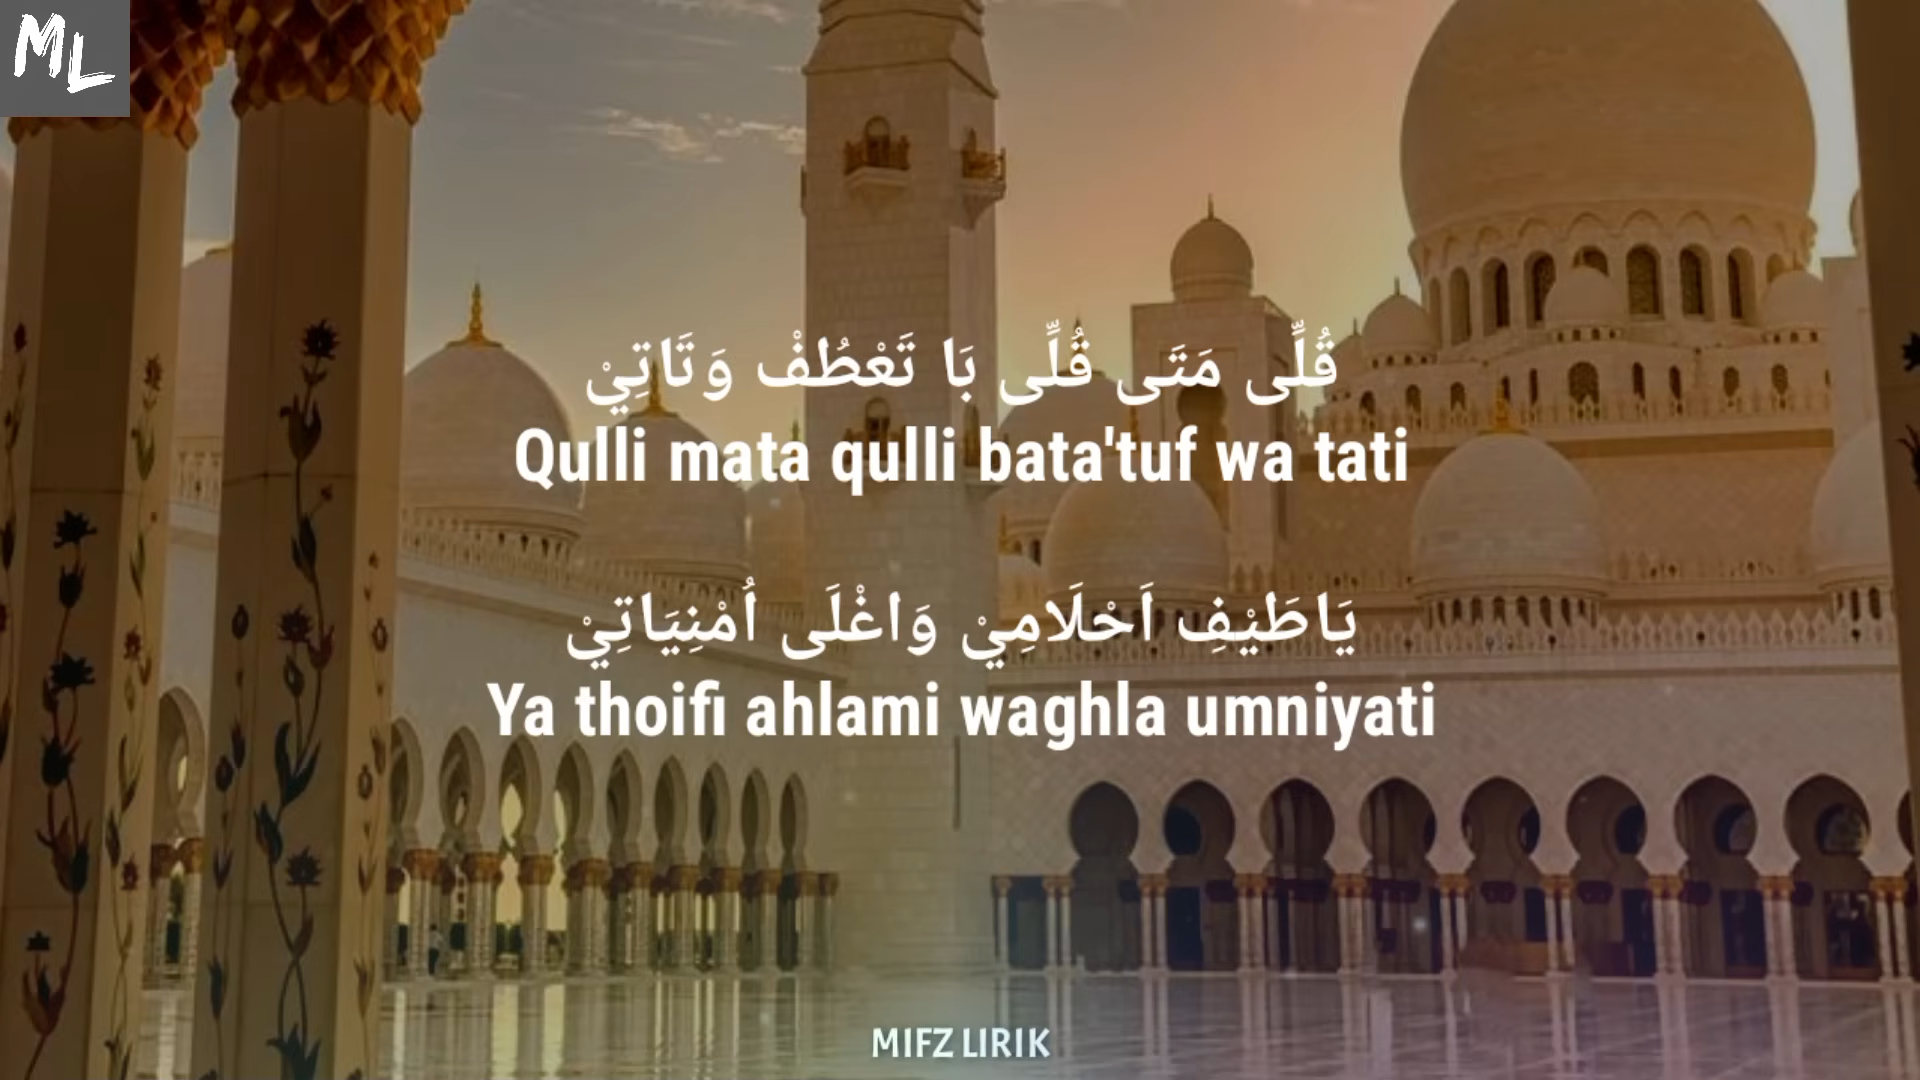 ML
قُلِّى مَتَى قُلِّى بَا تَعْطُفْ وَتَاتِيْ
Qulli mata qulli bata'tuf wa tati
يَاطَيْفِ اَحْلَامِيْ وَاغْلَى اُمْنِيَاتِيْ
Ya thoifi ahlami waghla umniyati
MIFZ LIRIK